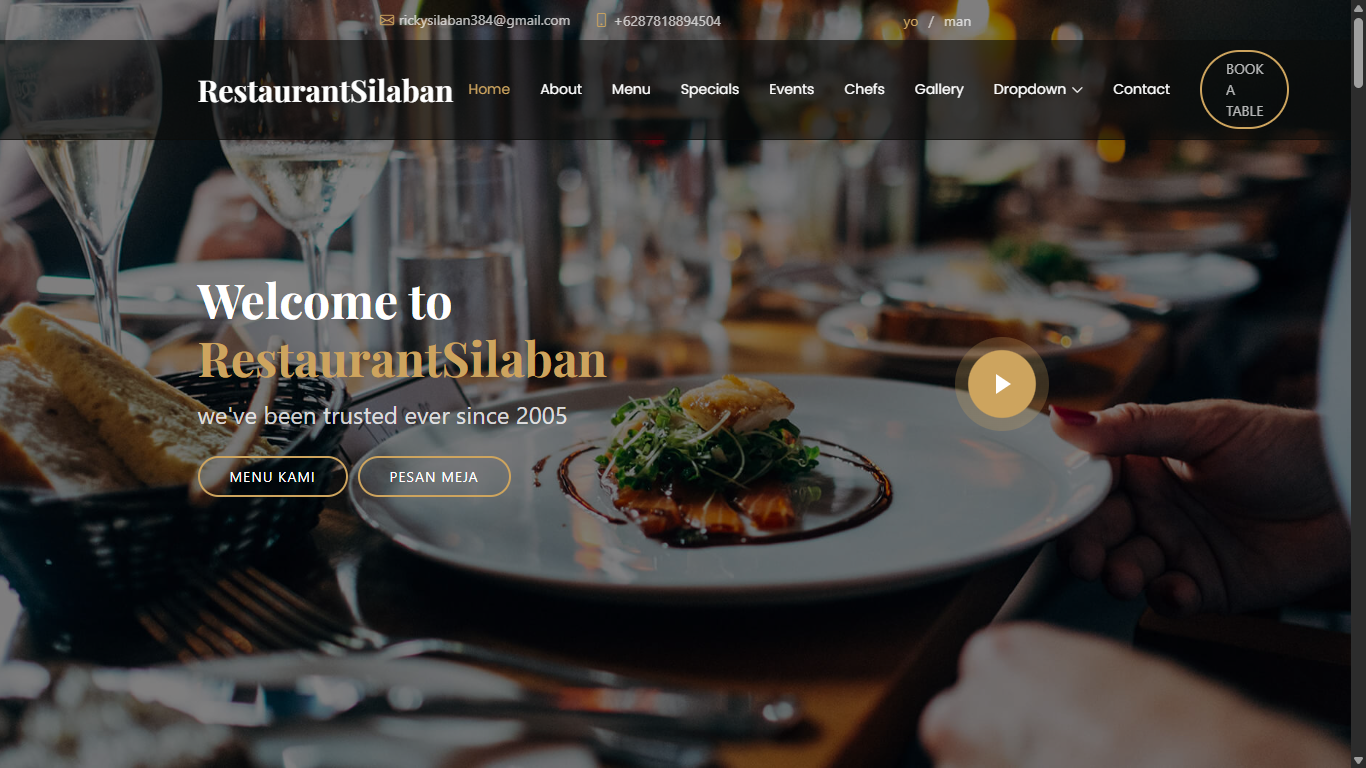 rickysilaban384@gmail.com +6287818894504 yo / man
RestaurantSilaban Home About Menu Specials Events Chefs Gallery Dropdown Contact
BOOK
A
TABLE
Welcome to
RestaurantSilaban
we've been trusted ever since 2005
MENU KAMI PESAN MEJA